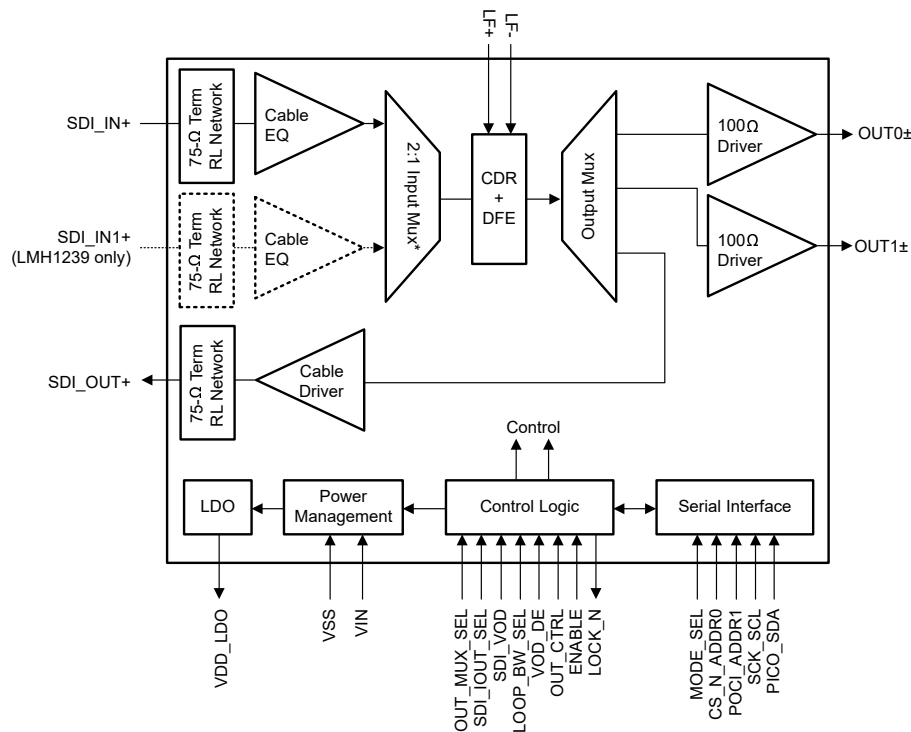 LF+
LF-
SDI_IN+
75-Ω Term
RL Network
Cable
EQ
2:1 Input Mux*
CDR
+
DFE
Output Mux
100Ω
Driver
OUT0±
SDI_IN1+
(LMH1239 only)
75-Ω Term
RL Network
Cable
EQ
100Ω
Driver
OUT1±
SDI_OUT+
75-Ω Term
RL Network
Cable
Driver
Control
LDO
Power
Management
Control Logic
Serial Interface
VDD_LDO
VSS
VIN
OUT_MUX_SEL
SDI_IOUT_SEL
SDI_VOD
LOOP_BW_SEL
VOD_DE
OUT_CTRL
ENABLE
LOCK_N
MODE_SEL
CS_N_ADDR0
POCI_ADDR1
SCK_SCL
PICO_SDA